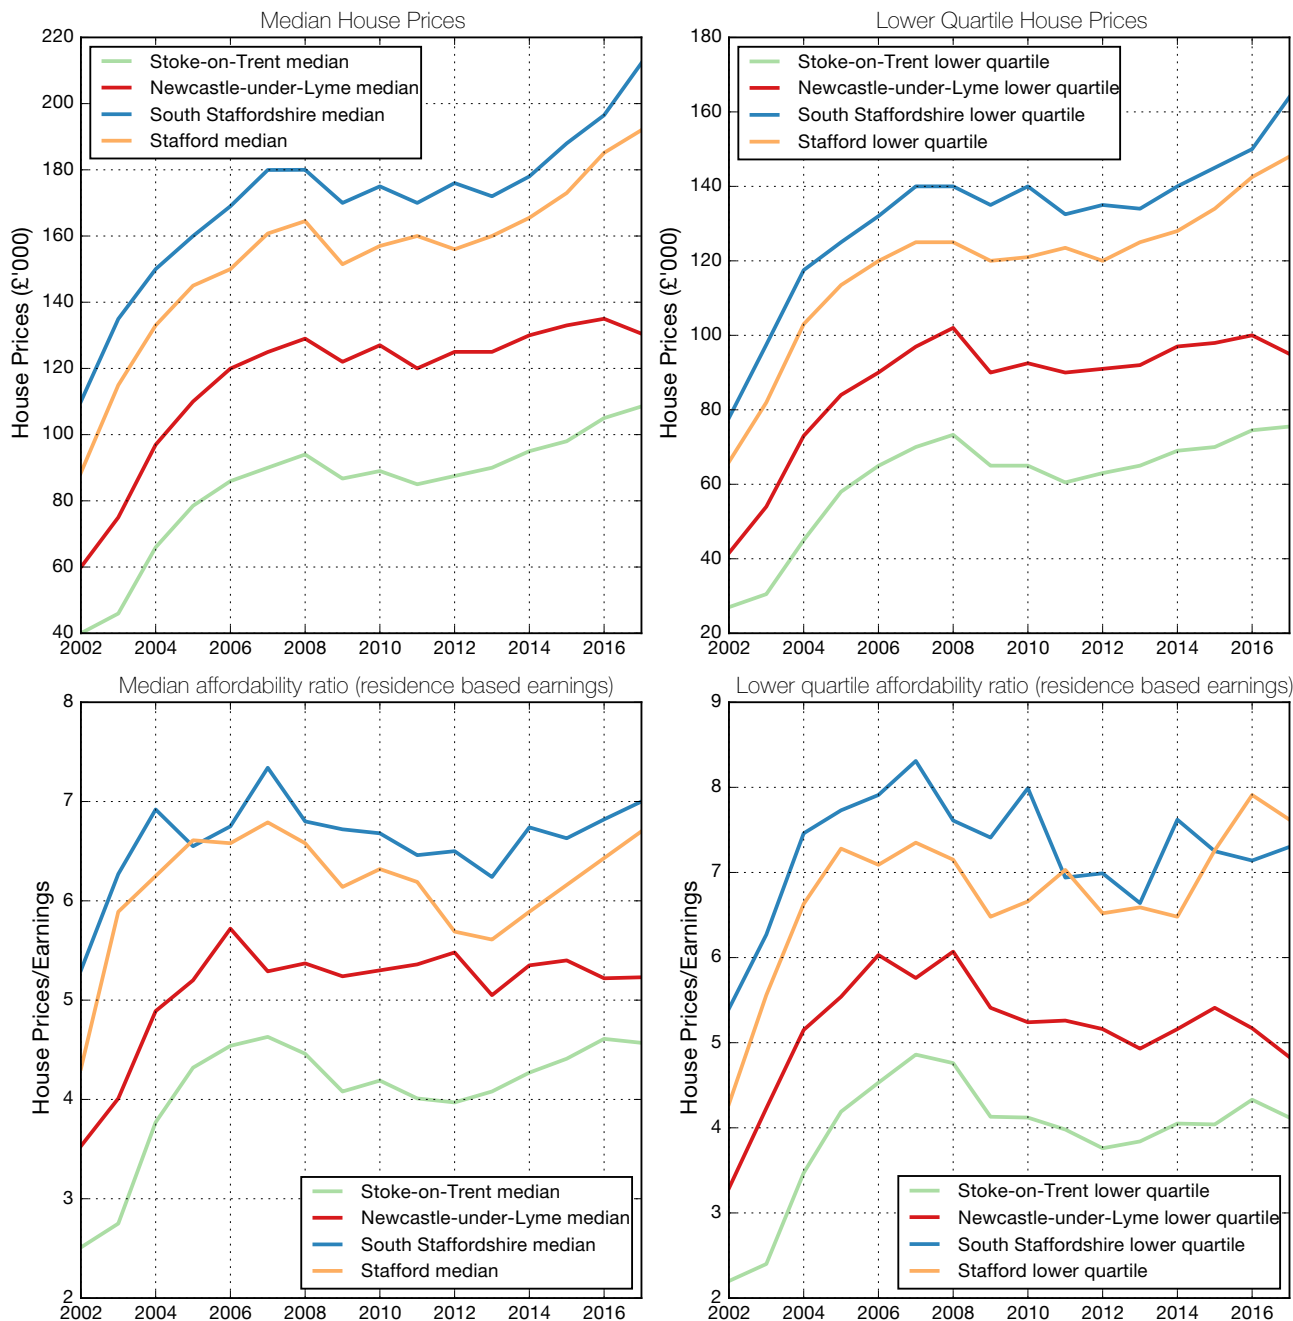 Median House Prices
220
200
180
160
140
120
100
80
60
40
House Prices (£'000)
Stoke-on-Trent median
Newcastle-under-Lyme median
South Staffordshire median
Stafford median
2002 2004 2006 2008 2010 2012 2014 2016
Lower Quartile House Prices
180
160
140
120
100
80
60
40
20
House Prices (£'000)
Stoke-on-Trent lower quartile
Newcastle-under-Lyme lower quartile
South Staffordshire lower quartile
Stafford lower quartile
2002 2004 2006 2008 2010 2012 2014 2016
Median affordability ratio (residence based earnings)
8
7
6
5
4
3
2
House Prices/Earnings
Stoke-on-Trent median
Newcastle-under-Lyme median
South Staffordshire median
Stafford median
2002 2004 2006 2008 2010 2012 2014 2016
Lower quartile affordability ratio (residence based earnings)
9
8
7
6
5
4
3
2
House Prices/Earnings
Stoke-on-Trent lower quartile
Newcastle-under-Lyme lower quartile
South Staffordshire lower quartile
Stafford lower quartile
2002 2004 2006 2008 2010 2012 2014 2016